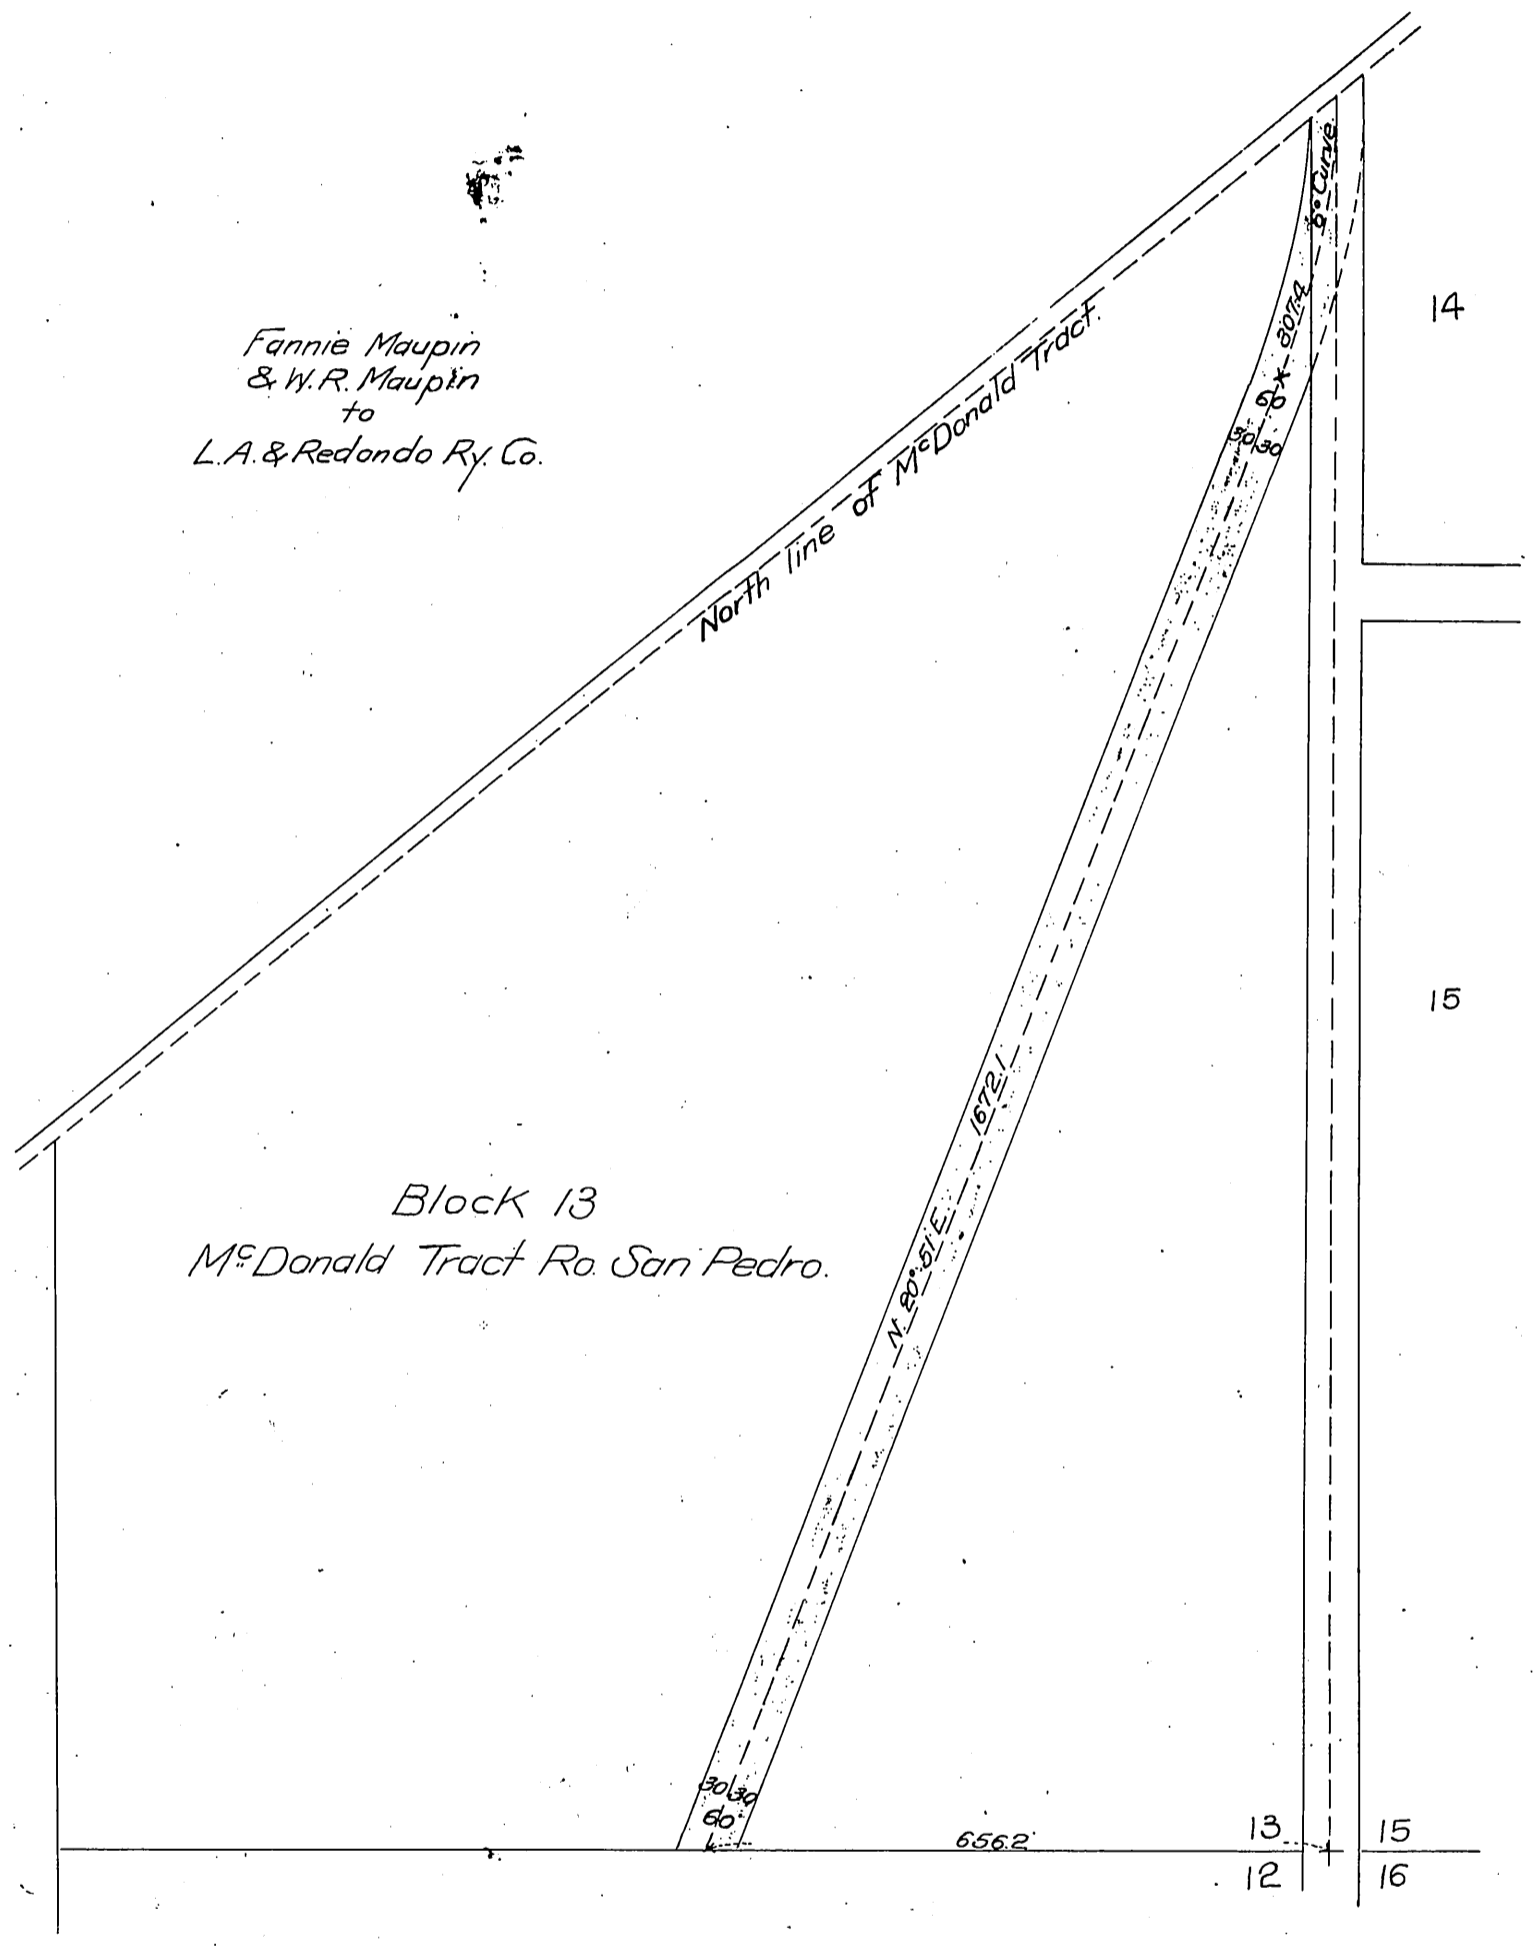 6° Curve
14
307.4
Fannie Maupin
& W.R. Maupin
to
L.A. & Redondo Ry. Co.
North line of McDonald Tract.
60
30 30
15
1672.1
N. 20° 51' E.
Block 13
McDonald Tract Ro. San Pedro.
30 30
60
656.2
13 15
12 16